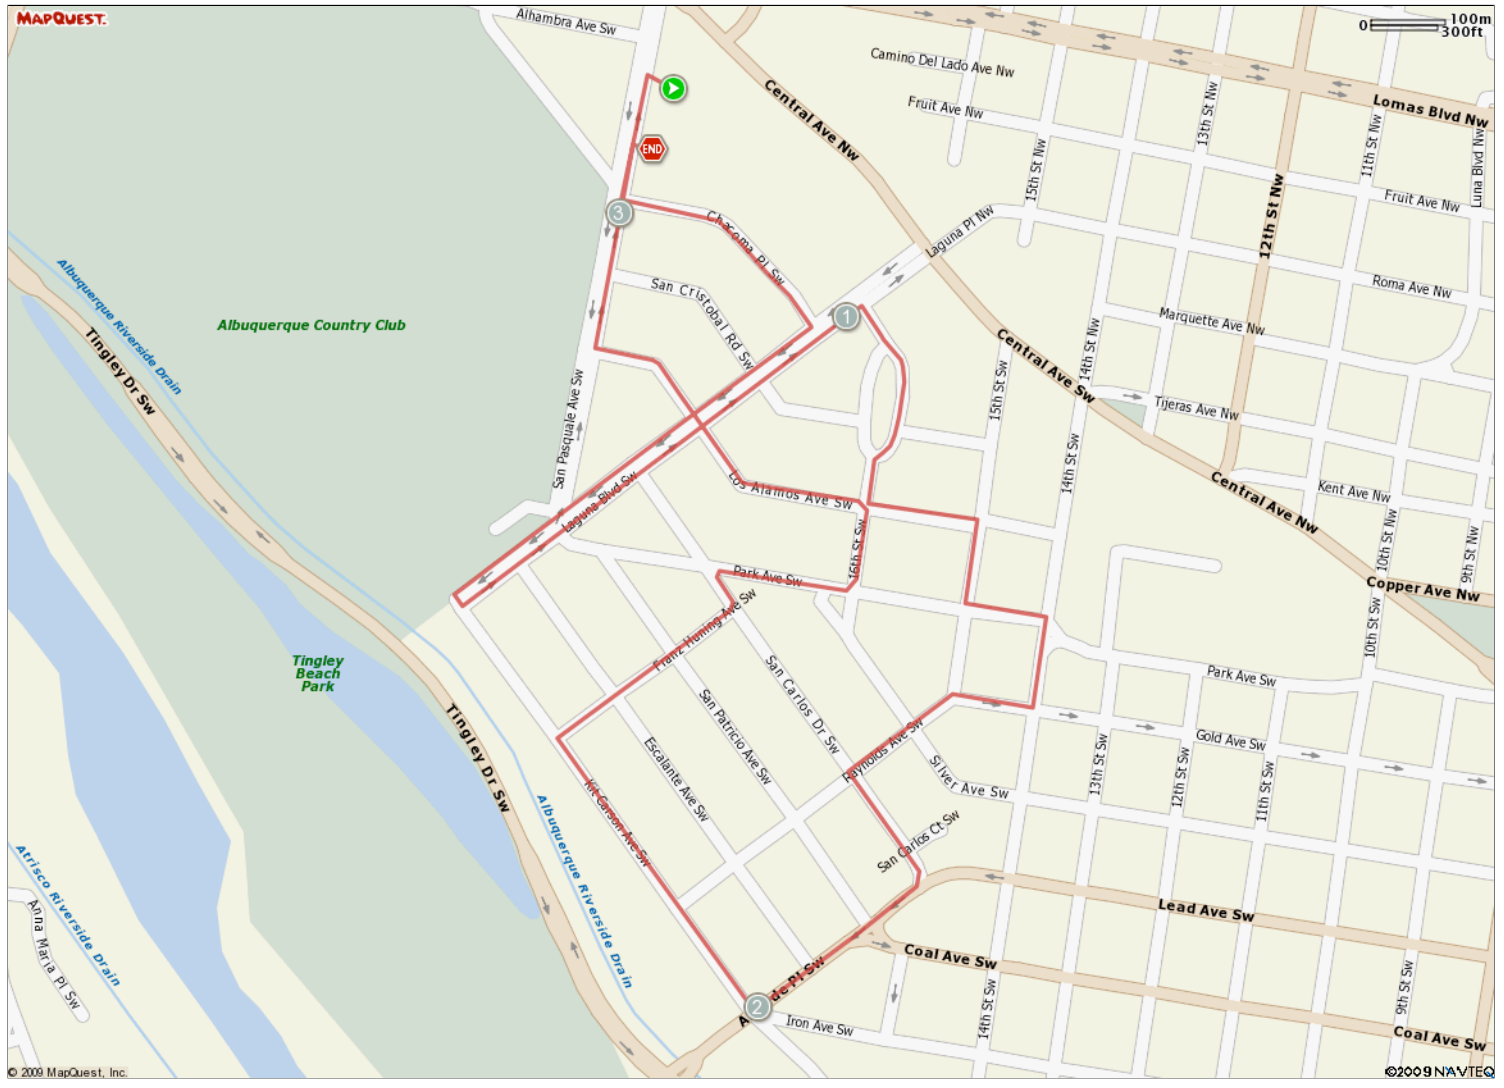 MAPQUEST.
Alhambra Ave Sw
0 100m
300ft
Camino Del Lado Ave Nw
Central Ave Nw
Fruit Ave Nw
Lomas Blvd Nw
13th St Nw
11th St Nw
Luna Blvd Nw
15th St Nw
12th St Nw
Fruit Ave Nw
END
3
Chacoma Pl Sw
Laguna Pl Nw
Albuquerque Riverside Drain
San Cristobal Rd Sw
Roma Ave Nw
1
Marquette Ave Nw
Albuquerque Country Club
Tingley Dr Sw
Central Ave Sw
14th St Nw
15th St Sw
San Pasquale Ave Sw
Tijeras Ave Nw
14th St Sw
Laguna Blvd Sw
Los Alamos Ave Sw
Central Ave Nw
Kent Ave Nw
16th St Sw
10th St Nw
9th St Nw
Park Ave Sw
Copper Ave Nw
Franz Huning Ave Sw
10th St Sw
Tingley
Beach
Park
San Carlos Dr Sw
Park Ave Sw
San Patricio Ave Sw
Tingley Dr Sw
Raynolds Ave Sw
Gold Ave Sw
Escalante Ave Sw
Silver Ave Sw
13th St Sw
12th St Sw
11th St Sw
Kit Carson Ave Sw
Albuquerque Riverside Drain
San Carlos Ct Sw
Atrisco Riverside Drain
Anna Maria Pl Sw
Lead Ave Sw
Coal Ave Sw
Pl Sw
2
14th St Sw
9th St Sw
Iron Ave Sw
Coal Ave Sw
© 2009 MapQuest, Inc.
©2009 NAVTEQ